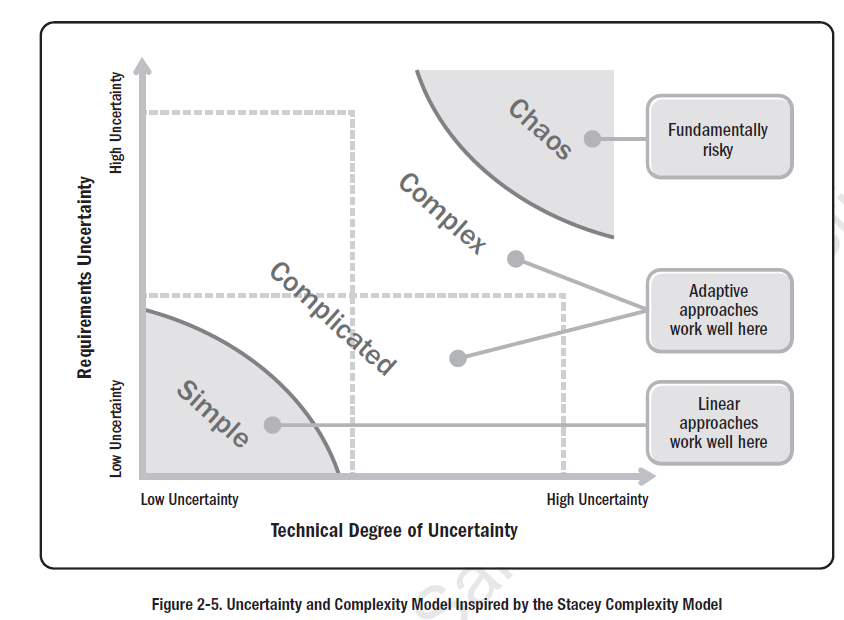 High Uncertainty
Requirements Uncertainty
Low Uncertainty
Chaos
Complex
Complicated
Simple
Fundamentally
risky
Adaptive
approaches
work well here
Linear
approaches
work well here
Low Uncertainty
High Uncertainty
Technical Degree of Uncertainty
Figure 2-5. Uncertainty and Complexity Model Inspired by the Stacey Complexity Model